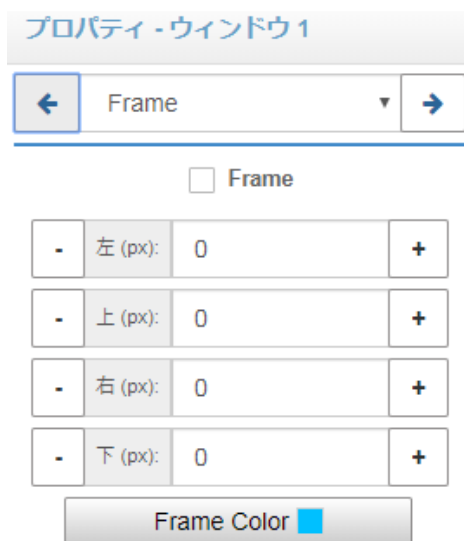 プロパティ - ウィンドウ 1
Frame
Frame
- 左 (px): 0 +
- 上 (px): 0 +
- 右 (px): 0 +
- 下 (px): 0 +
Frame Color